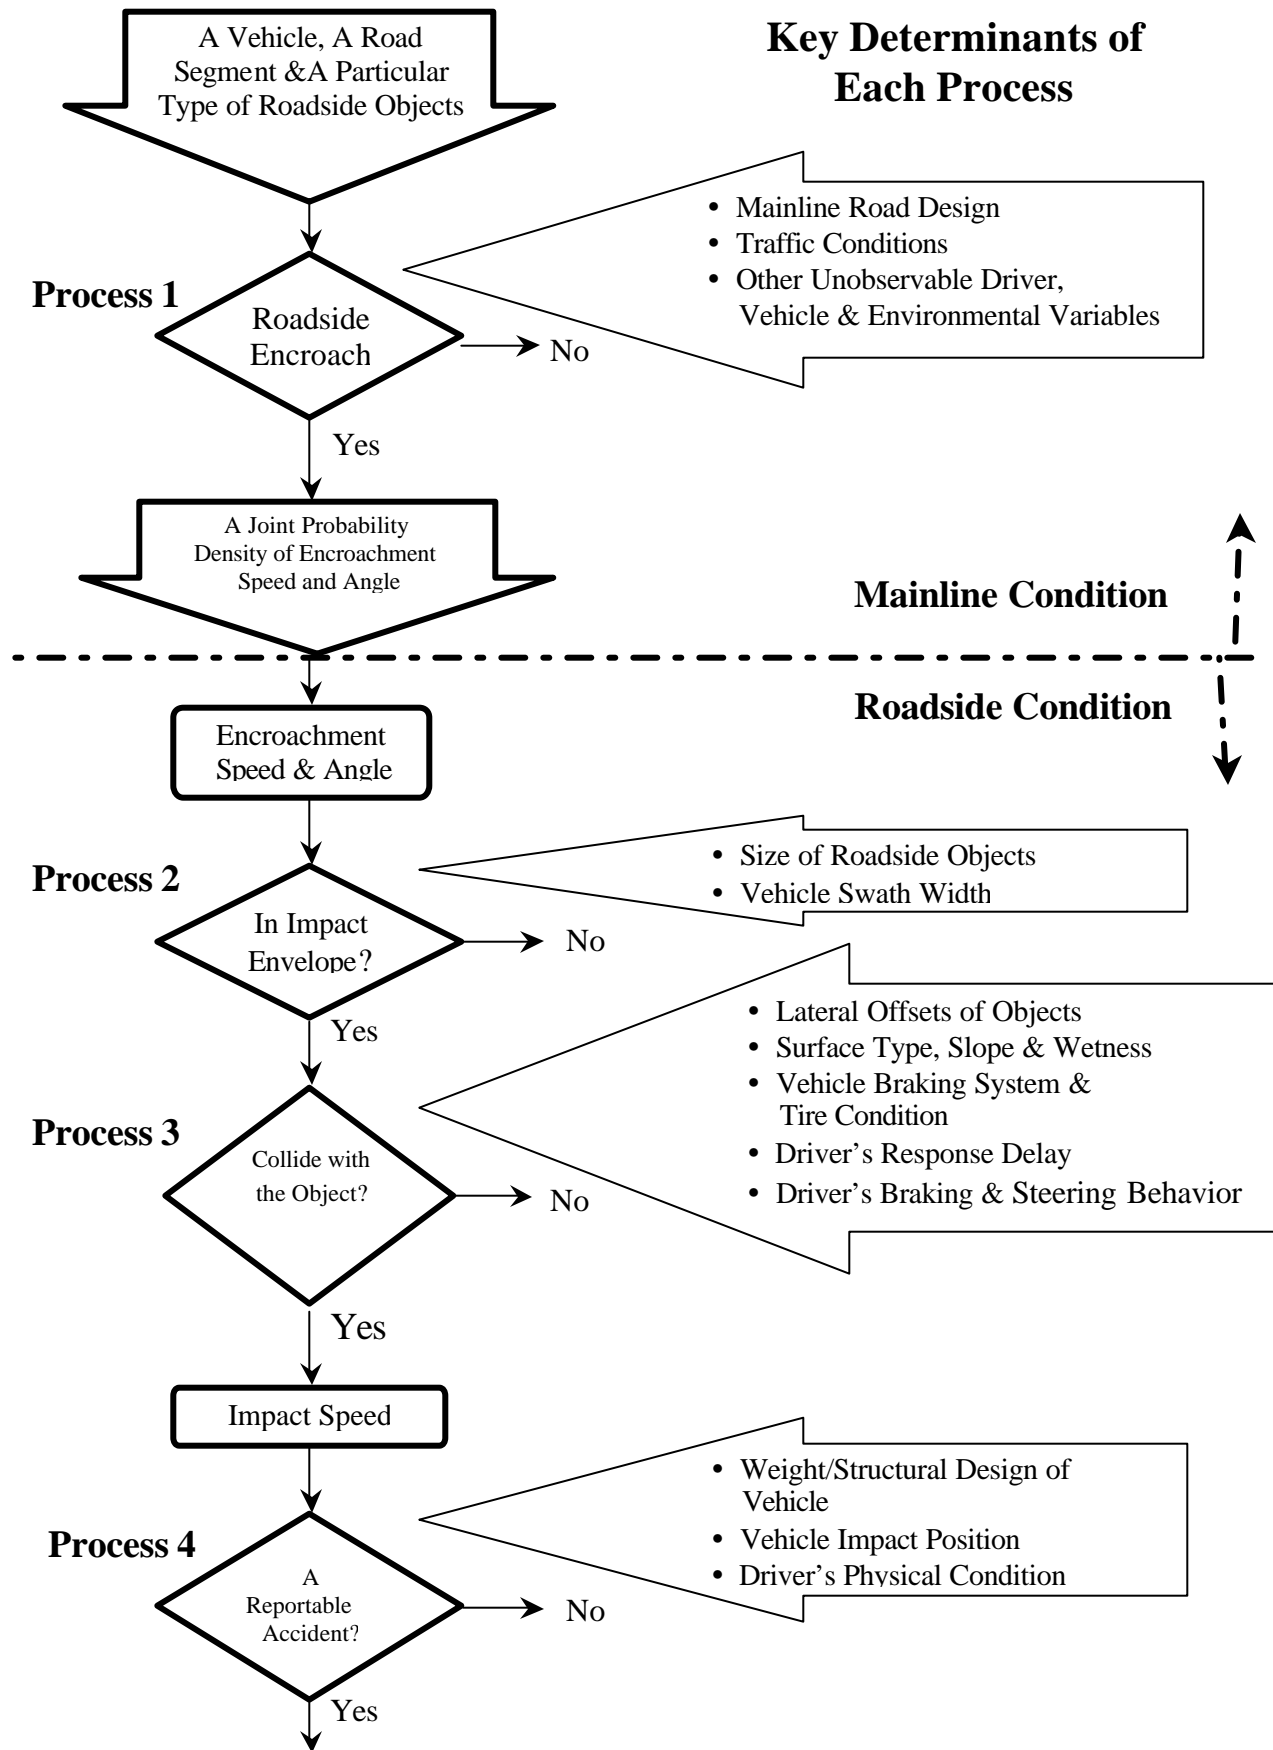 A Vehicle, A Road
Segment &A Particular
Type of Roadside Objects
Key Determinants of
Each Process
• Mainline Road Design
• Traffic Conditions
• Other Unobservable Driver,
Vehicle & Environmental Variables
Process 1
Roadside
Encroach
No
Yes
A Joint Probability
Density of Encroachment
Speed and Angle
Mainline Condition
Roadside Condition
Encroachment
Speed & Angle
Process 2
• Size of Roadside Objects
• Vehicle Swath Width
In Impact
Envelope?
No
Yes
• Lateral Offsets of Objects
• Surface Type, Slope & Wetness
• Vehicle Braking System &
Tire Condition
• Driver's Response Delay
• Driver's Braking & Steering Behavior
Process 3
Collide with
the Object?
No
Yes
Impact Speed
• Weight/Structural Design of
Vehicle
• Vehicle Impact Position
• Driver's Physical Condition
Process 4
A
Reportable
Accident?
No
Yes